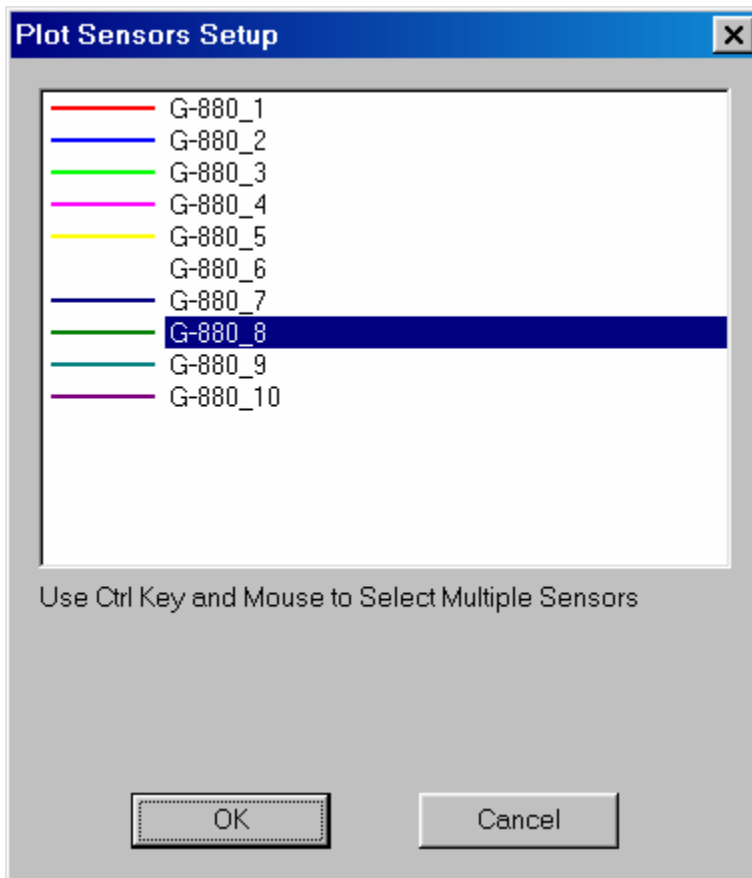 Plot Sensors Setup
G-880_1
G-880_2
G-880_3
G-880_4
G-880_5
G-880_6
G-880_7
G-880_8
G-880_9
G-880_10
Use Ctrl Key and Mouse to Select Multiple Sensors
OK
Cancel